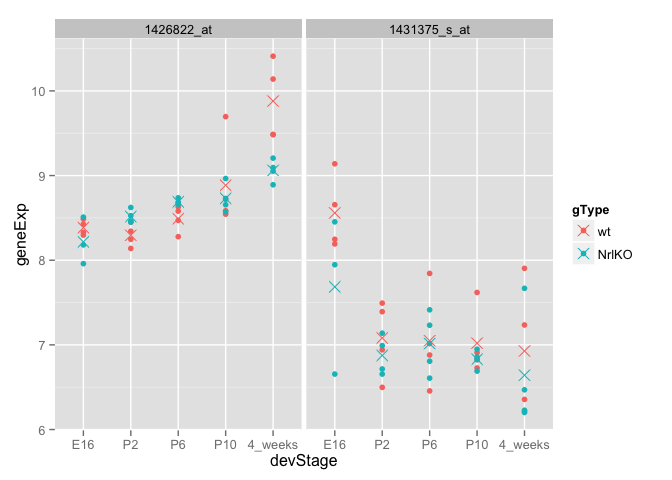 1426822_at 1431375_s_at
10
9
8
7
6
geneExp
E16 P2 P6 P10 4_weeks E16 P2 P6 P10 4_weeks
devStage
gType
wt
NrlKO